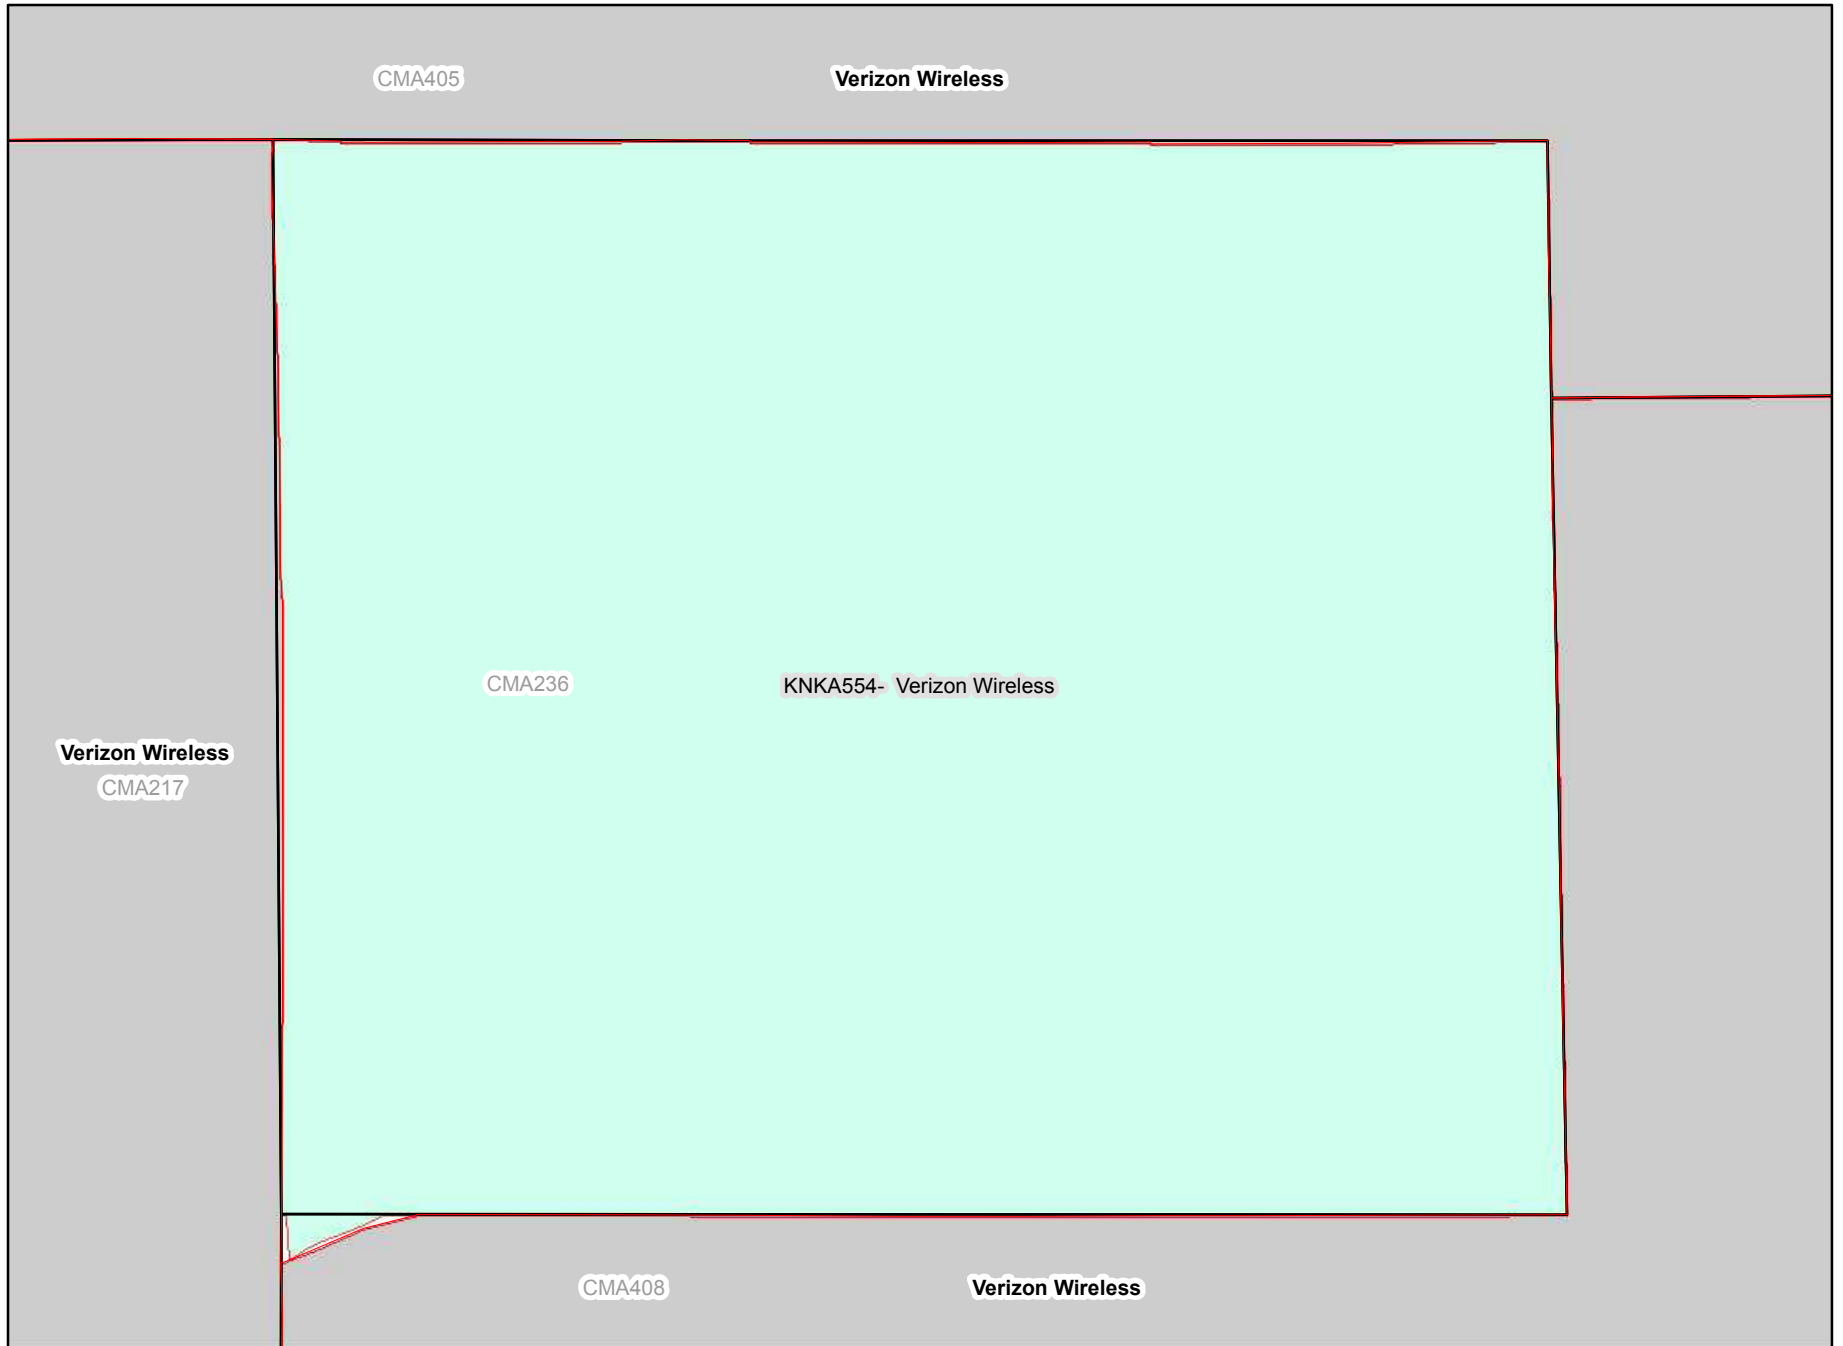 CMA405 Verizon Wireless
CMA236 KNKA554- Verizon Wireless
Verizon Wireless
CMA217
CMA408 Verizon Wireless